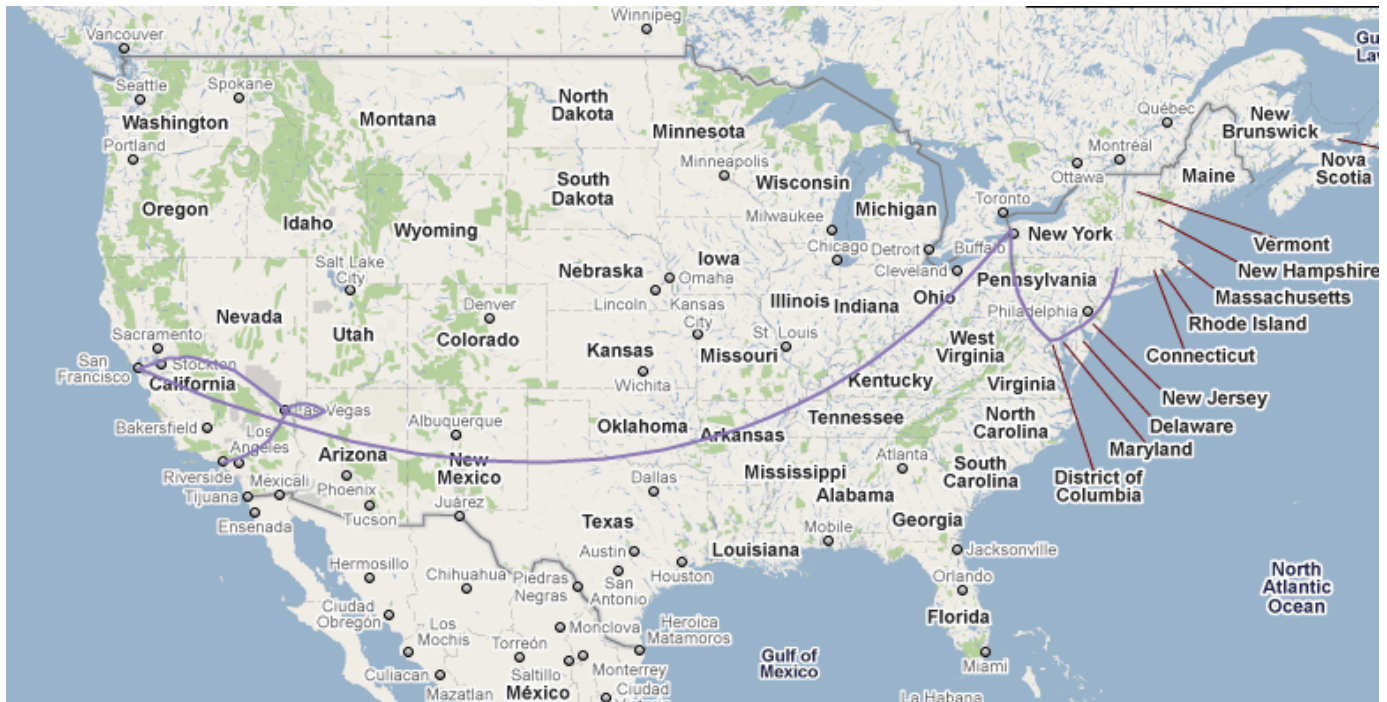 Winnipeg
Vancouver
Gu
Lav
Seattle
Spokane
Washington
Montana
North
Dakota
Minnesota
Québec
New
Brunswick
Portland
Minneapolis
Wisconsin
Montréal
Ottawa
Maine
Nova
Scotia
Oregon
Idaho
South
Dakota
Michigan
Toronto
Wyoming
Milwaukee
Chicago
Detroit
Buffalo
New York
Vermont
Salt Lake
City
Iowa
Nebraska
Omaha
Cleveland
Pennsylvania
New Hampshire
Lincoln
Kansas
City
Illinois
Indiana
Ohio
Massachusetts
Nevada
Denver
Philadelphia
Rhode Island
Sacramento
Utah
Colorado
St. Louis
West
Virginia
Connecticut
San
Francisco
Stockton
California
Kansas
Missouri
Wichita
Kentucky
Virginia
New Jersey
Las Vegas
Albuquerque
Tennessee
North
Carolina
Delaware
Bakersfield
Los
Angeles
Oklahoma
Arkansas
Maryland
Arizona
New
Mexico
Atlanta
Riverside
Mississippi
South
Carolina
District of
Columbia
Tijuana
Mexicali
Phoenix
Dallas
Alabama
Ensenada
Tucson
Juárez
Texas
Georgia
Mobile
Austin
Louisiana
Jacksonville
Hermosillo
Chihuahua
Piedras
Negras
San
Antonio
Houston
Orlando
North
Atlantic
Ocean
Ciudad
Obregón
Los
Mochis
Monclova
Heroica
Matamoros
Florida
Torreón
Gulf of
Mexico
Miami
Culiacan
Saltillo
Monterrey
Mazatlan
México
Ciudad
La Habana